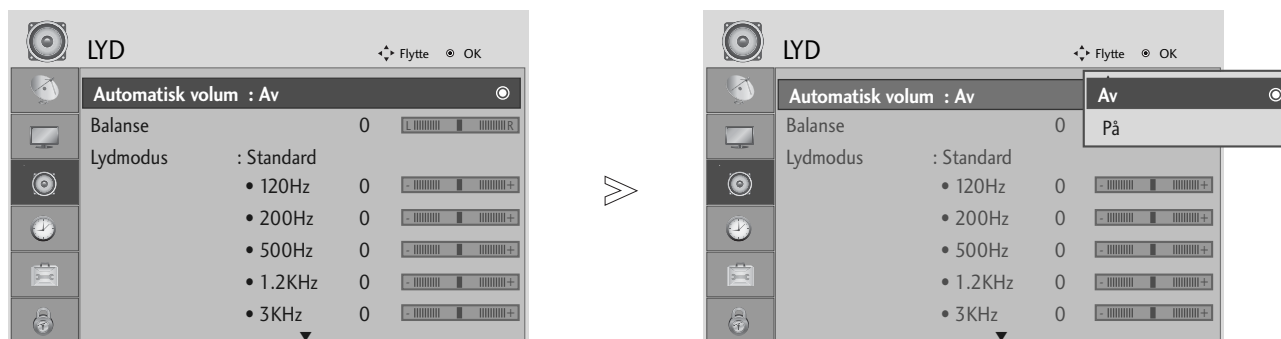 LYD
Flytte OK
Automatisk volum : Av
Balanse 0 L R
Lydmodus : Standard
• 120Hz 0 - +
• 200Hz 0 - +
• 500Hz 0 - +
• 1.2KHz 0 - +
• 3KHz 0 - +
LYD
Flytte OK
Automatisk volum : Av
Av
På
Balanse 0
Lydmodus : Standard
• 120Hz 0 - +
• 200Hz 0 - +
• 500Hz 0 - +
• 1.2KHz 0 - +
• 3KHz 0 - +